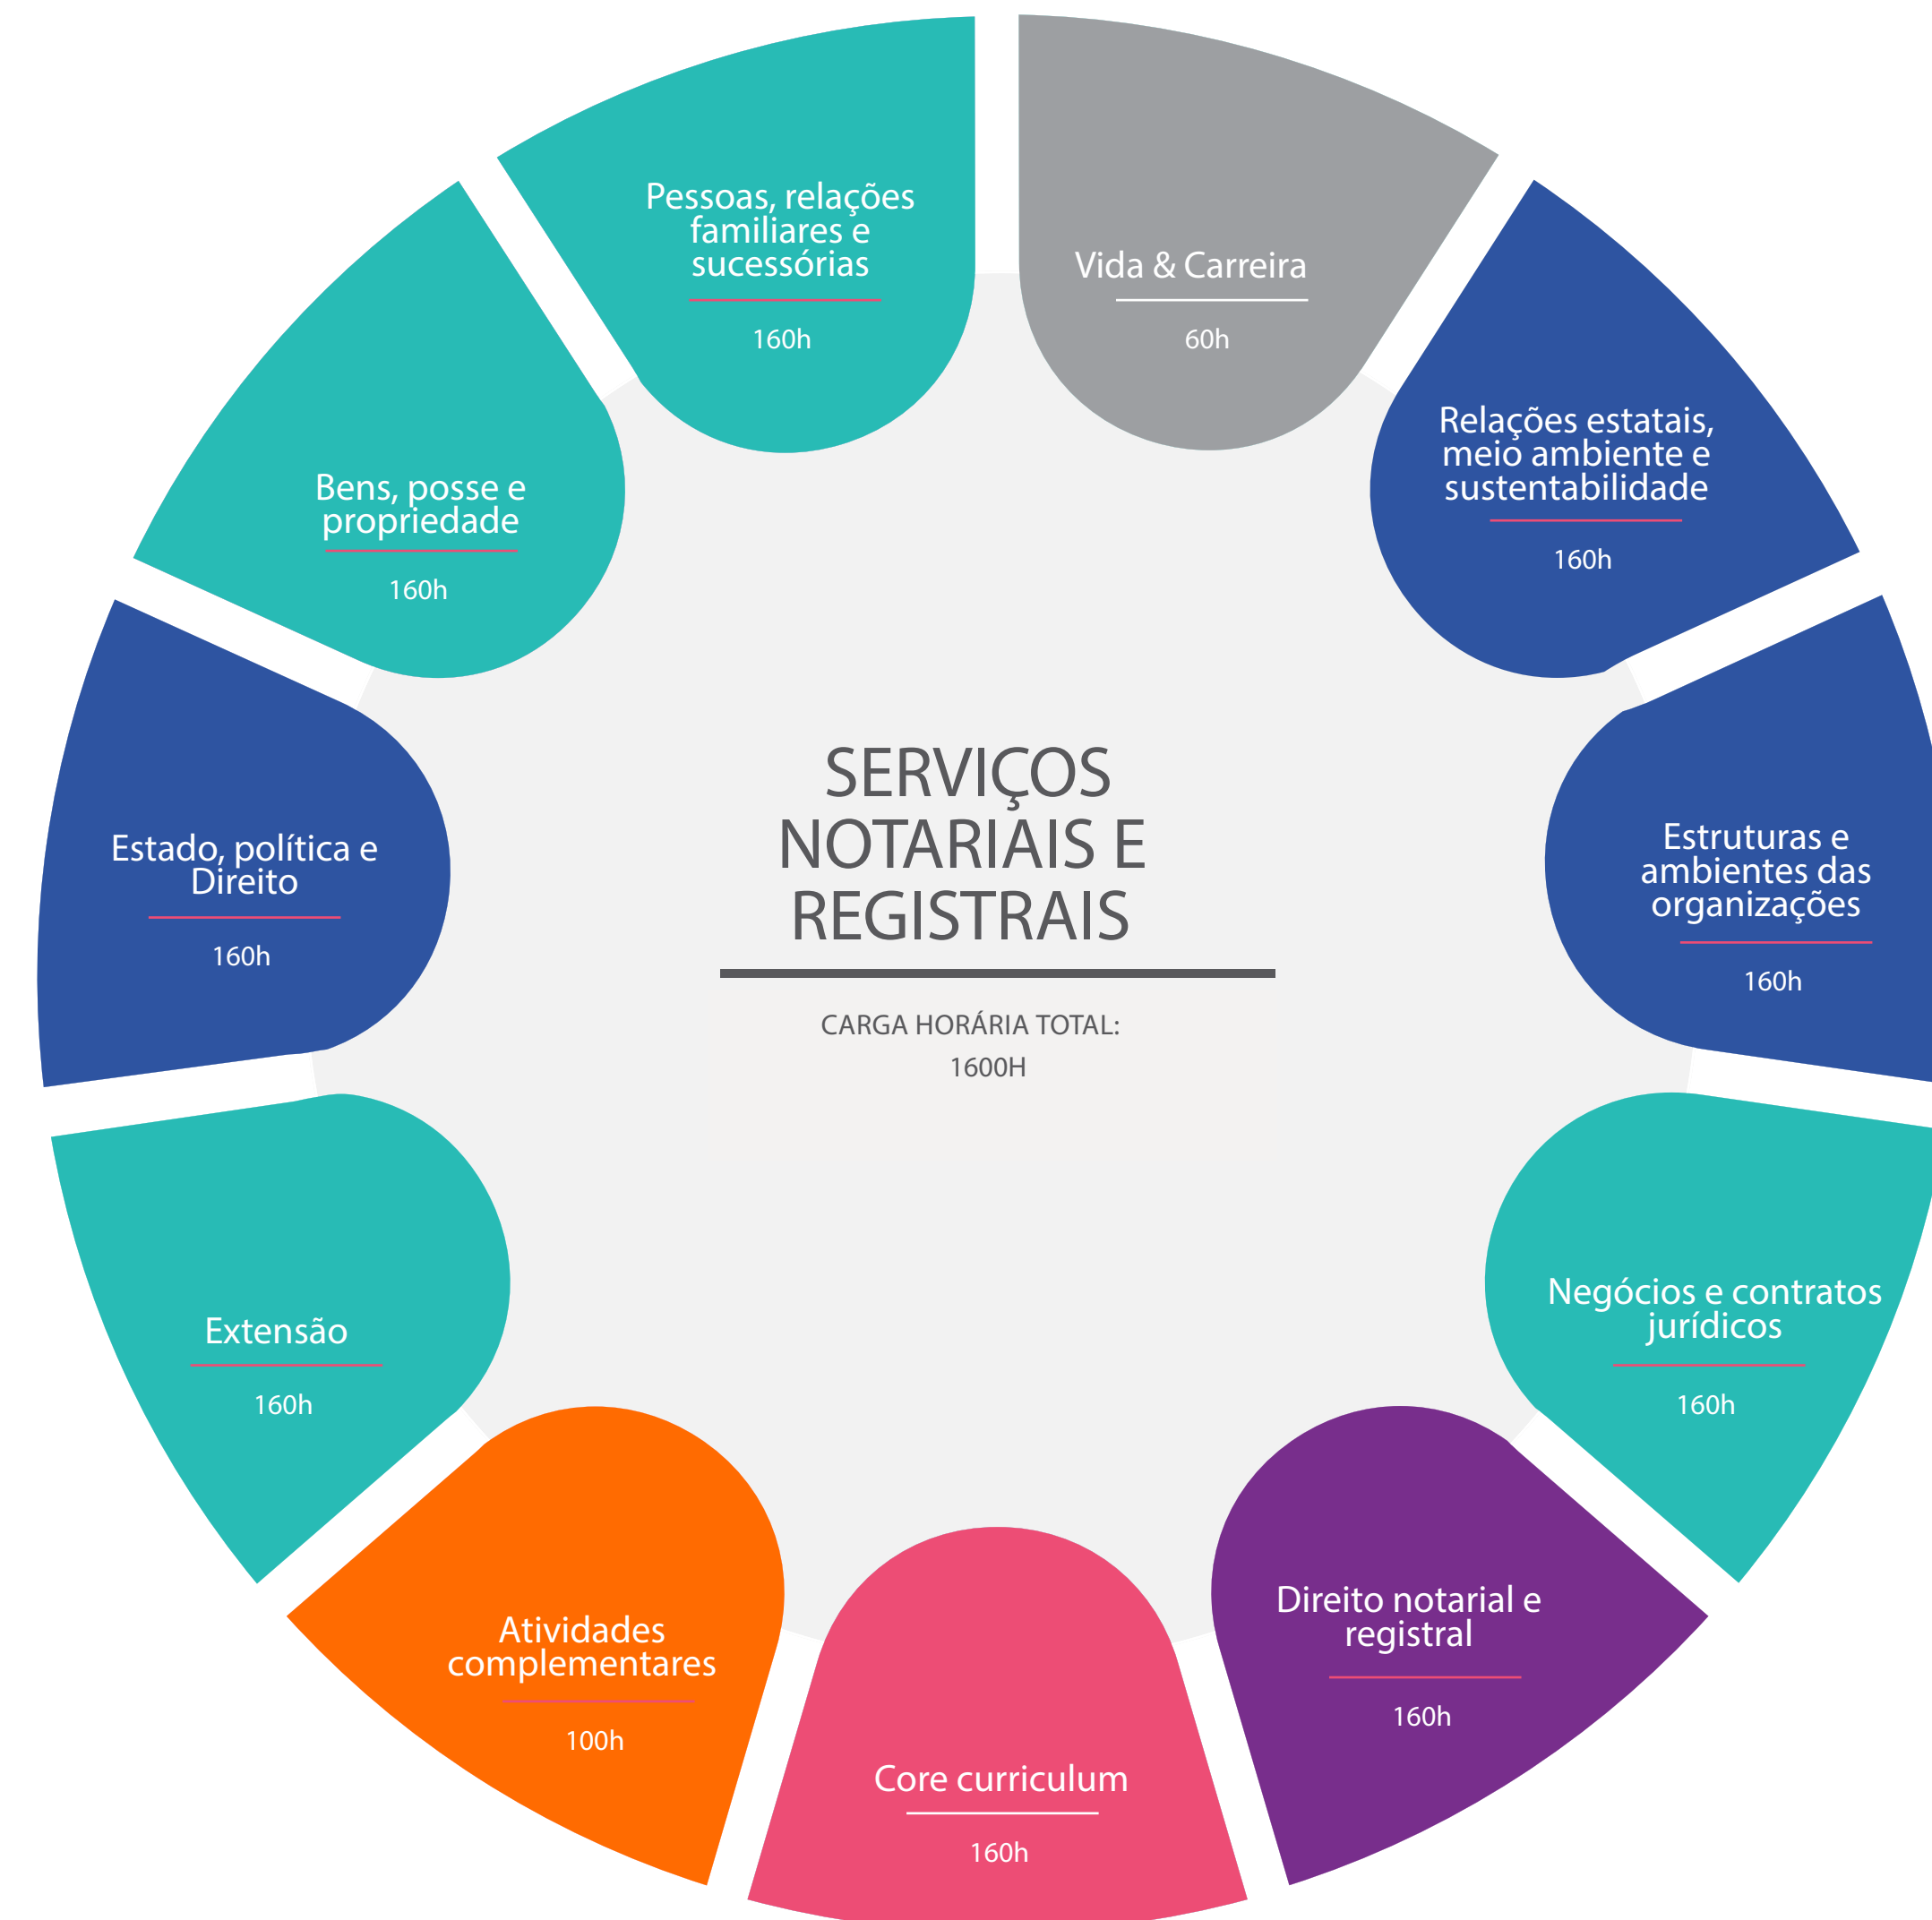 Pessoas, relações
familiares e
sucessórias
160h
Vida & Carreira
60h
Relações estatais,
meio ambiente e
sustentabilidade
160h
Estruturas e
ambientes das
organizações
160h
Negócios e contratos
jurídicos
160h
Direito notarial e
registral
160h
Core curriculum
160h
Atividades
complementares
100h
Extensão
160h
Estado, política e
Direito
160h
Bens, posse e
propriedade
160h
SERVIÇOS
NOTARIAIS E
REGISTRAIS
CARGA HORÁRIA TOTAL:
1600H